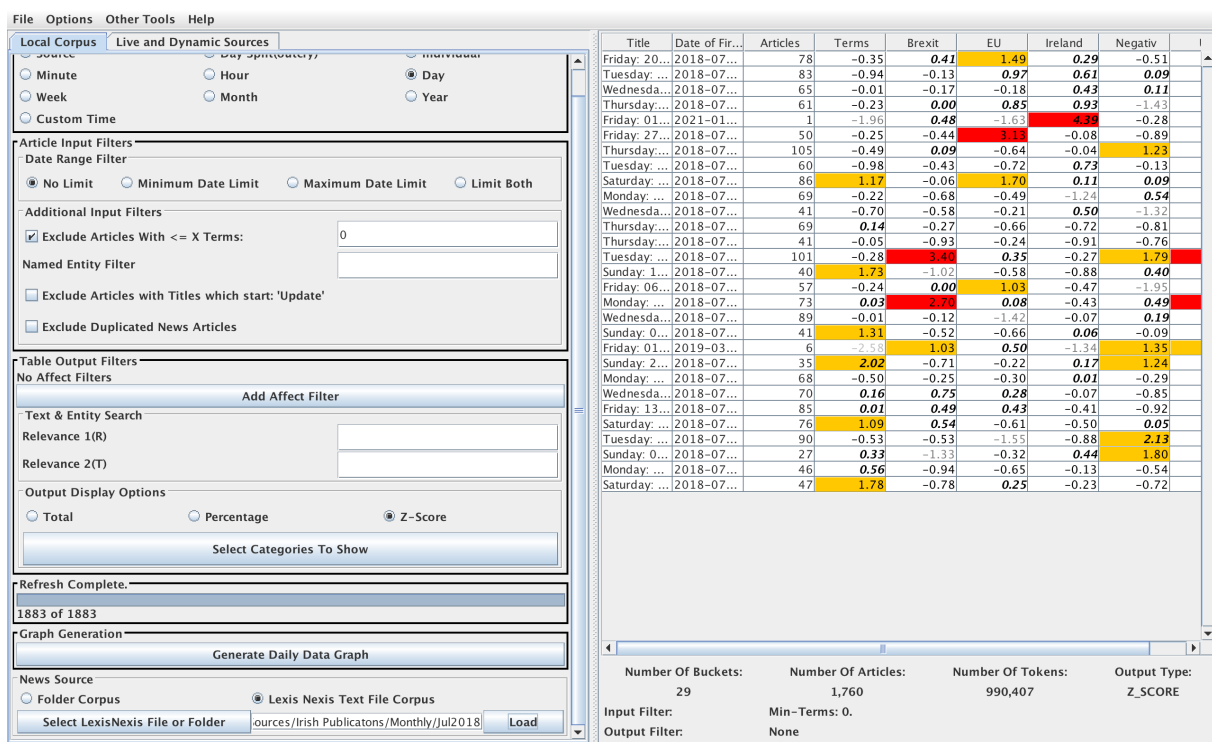 File Options Other Tools Help
Local Corpus Live and Dynamic Sources
Minute Hour Day
Week Month Year
Custom Time
Article Input Filters
Date Range Filter
No Limit Minimum Date Limit Maximum Date Limit Limit Both
Additional Input Filters
Exclude Articles With <= X Terms: 0
Named Entity Filter
Exclude Articles with Titles which start: 'Update'
Exclude Duplicated News Articles
Table Output Filters
No Affect Filters
Add Affect Filter
Text & Entity Search
Relevance 1(R)
Relevance 2(T)
Output Display Options
Total Percentage Z-Score
Select Categories To Show
Refresh Complete.
1883 of 1883
Graph Generation
Generate Daily Data Graph
News Source
Folder Corpus Lexis Nexis Text File Corpus
Select LexisNexis File or Folder ources/Irish Publicatons/Monthly/Jul2018 Load
Title Date of Fir... Articles Terms Brexit EU Ireland Negativ
Friday: 20... 2018-07... 78 -0.35 0.41 1.49 0.29 -0.51
Tuesday: ... 2018-07... 83 -0.94 -0.13 0.97 0.61 0.09
Wednesda... 2018-07... 65 -0.01 -0.17 -0.18 0.43 0.11
Thursday:... 2018-07... 61 -0.23 0.00 0.85 0.93 -1.43
Friday: 01... 2021-01... 1 -1.96 0.48 -1.63 4.39 -0.28
Friday: 27... 2018-07... 50 -0.25 -0.44 3.13 -0.08 -0.89
Thursday:... 2018-07... 105 -0.49 0.09 -0.64 -0.04 1.23
Tuesday: ... 2018-07... 60 -0.98 -0.43 -0.72 0.73 -0.13
Saturday: ... 2018-07... 86 1.17 -0.06 1.70 0.11 0.09
Monday: ... 2018-07... 69 -0.22 -0.68 -0.49 -1.24 0.54
Wednesda... 2018-07... 41 -0.70 -0.58 -0.21 0.50 -1.32
Thursday:... 2018-07... 69 0.14 -0.27 -0.66 -0.72 -0.81
Thursday:... 2018-07... 41 -0.05 -0.93 -0.24 -0.91 -0.76
Tuesday: ... 2018-07... 101 -0.28 3.40 0.35 -0.27 1.79
Sunday: 1... 2018-07... 40 1.73 -1.02 -0.58 -0.88 0.40
Friday: 06... 2018-07... 57 -0.24 0.00 1.03 -0.47 -1.95
Monday: ... 2018-07... 73 0.03 2.70 0.08 -0.43 0.49
Wednesda... 2018-07... 89 -0.01 -0.12 -1.42 -0.07 0.19
Sunday: 0... 2018-07... 41 1.31 -0.52 -0.66 0.06 -0.09
Friday: 01... 2019-03... 6 -2.58 1.03 0.50 -1.34 1.35
Sunday: 2... 2018-07... 35 2.02 -0.71 -0.22 0.17 1.24
Monday: ... 2018-07... 68 -0.50 -0.25 -0.30 0.01 -0.29
Wednesda... 2018-07... 70 0.16 0.75 0.28 -0.07 -0.85
Friday: 13... 2018-07... 85 0.01 0.49 0.43 -0.41 -0.92
Saturday: ... 2018-07... 76 1.09 0.54 -0.61 -0.50 0.05
Tuesday: ... 2018-07... 90 -0.53 -0.53 -1.55 -0.88 2.13
Sunday: 0... 2018-07... 27 0.33 -1.33 -0.32 0.44 1.80
Monday: ... 2018-07... 46 0.56 -0.94 -0.65 -0.13 -0.54
Saturday: ... 2018-07... 47 1.78 -0.78 0.25 -0.23 -0.72
Number Of Buckets: Number Of Articles: Number Of Tokens: Output Type:
29 1,760 990,407 Z_SCORE
Input Filter: Min-Terms: 0.
Output Filter: None